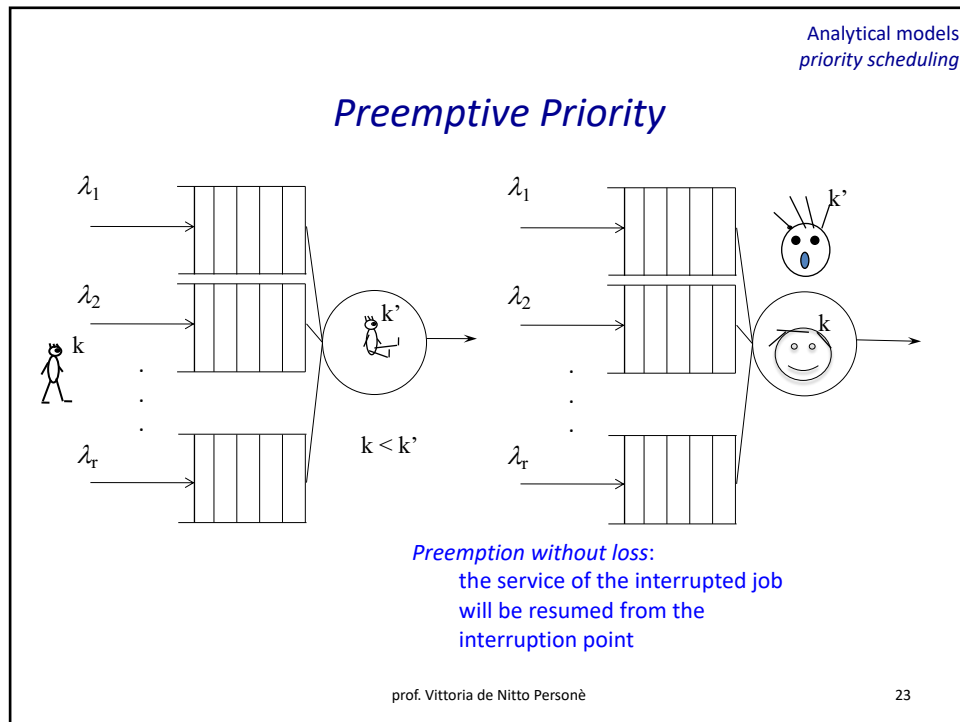 Analytical models
priority scheduling
Preemptive Priority
λ1
λ2
k
.
.
.
λr
k'
k < k'
λ1
λ2
.
.
.
λr
k'
k
Preemption without loss:
the service of the interrupted job
will be resumed from the
interruption point
prof. Vittoria de Nitto Personè
23